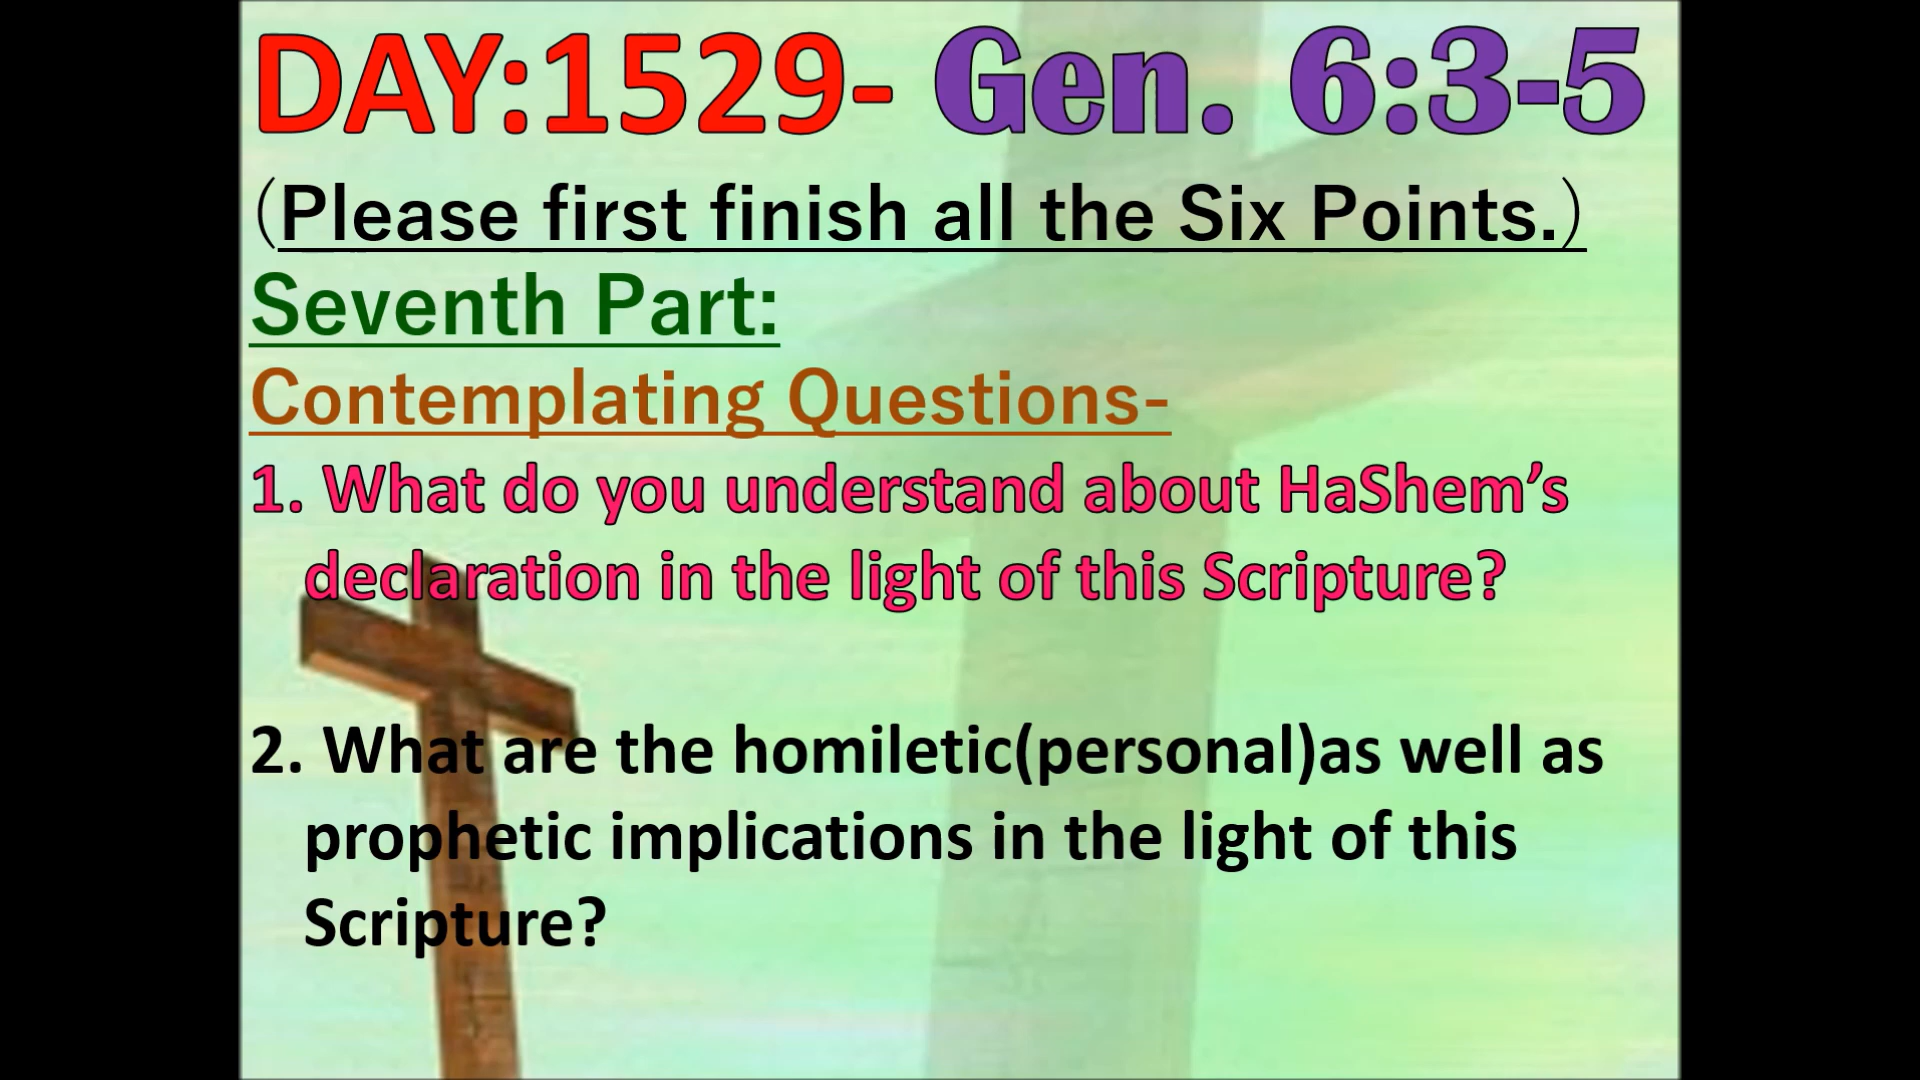 DAY:1529- Gen. 6:3-5
(Please first finish all the Six Points.)
Seventh Part:
Contemplating Questions-
1. What do you understand about HaShem’s
declaration in the light of this Scripture?
2. What are the homiletic(personal)as well as
prophetic implications in the light of this
Scripture?